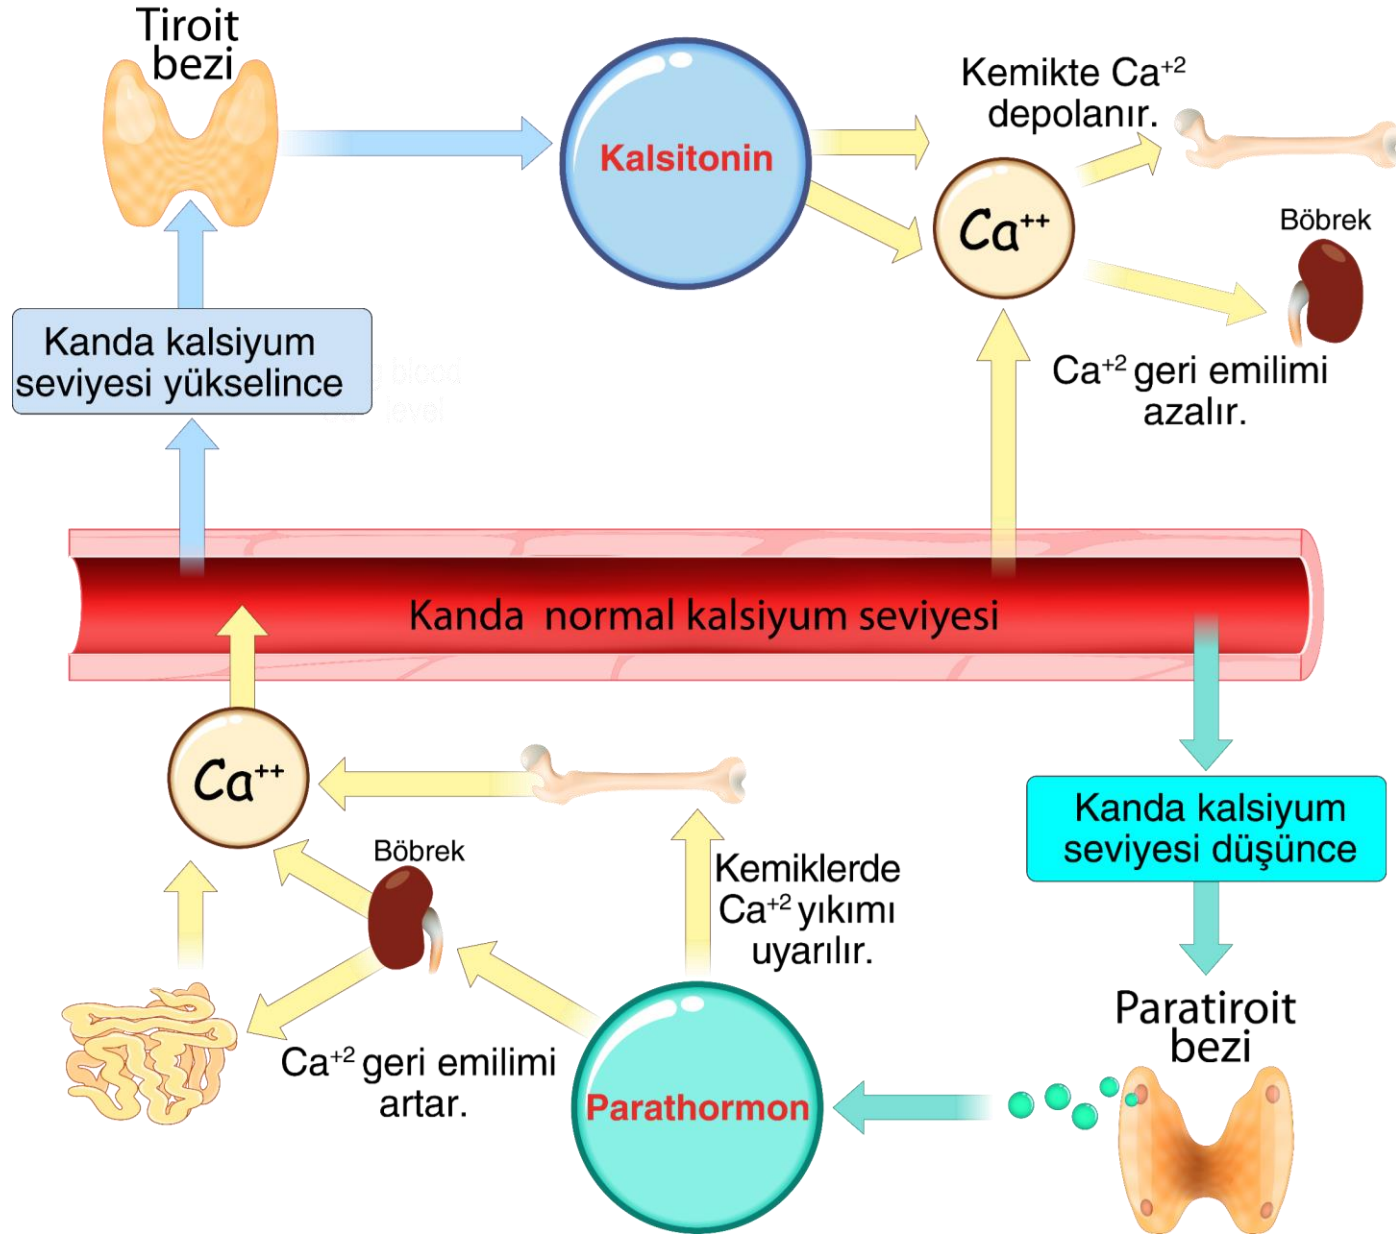 Tiroit
bezi
Kalsitonin
Kemikte Ca⁺²
depolanır.
Ca⁺⁺
Böbrek
Kanda kalsiyum
seviyesi yükselince
blood
level
Ca⁺² geri emilimi
azalır.
Kanda normal kalsiyum seviyesi
Ca⁺⁺
Böbrek
Kemiklerde
Ca⁺² yıkımı
uyarılır.
Kanda kalsiyum
seviyesi düşünce
Ca⁺² geri emilimi
artar.
Parathormon
Paratiroit
bezi